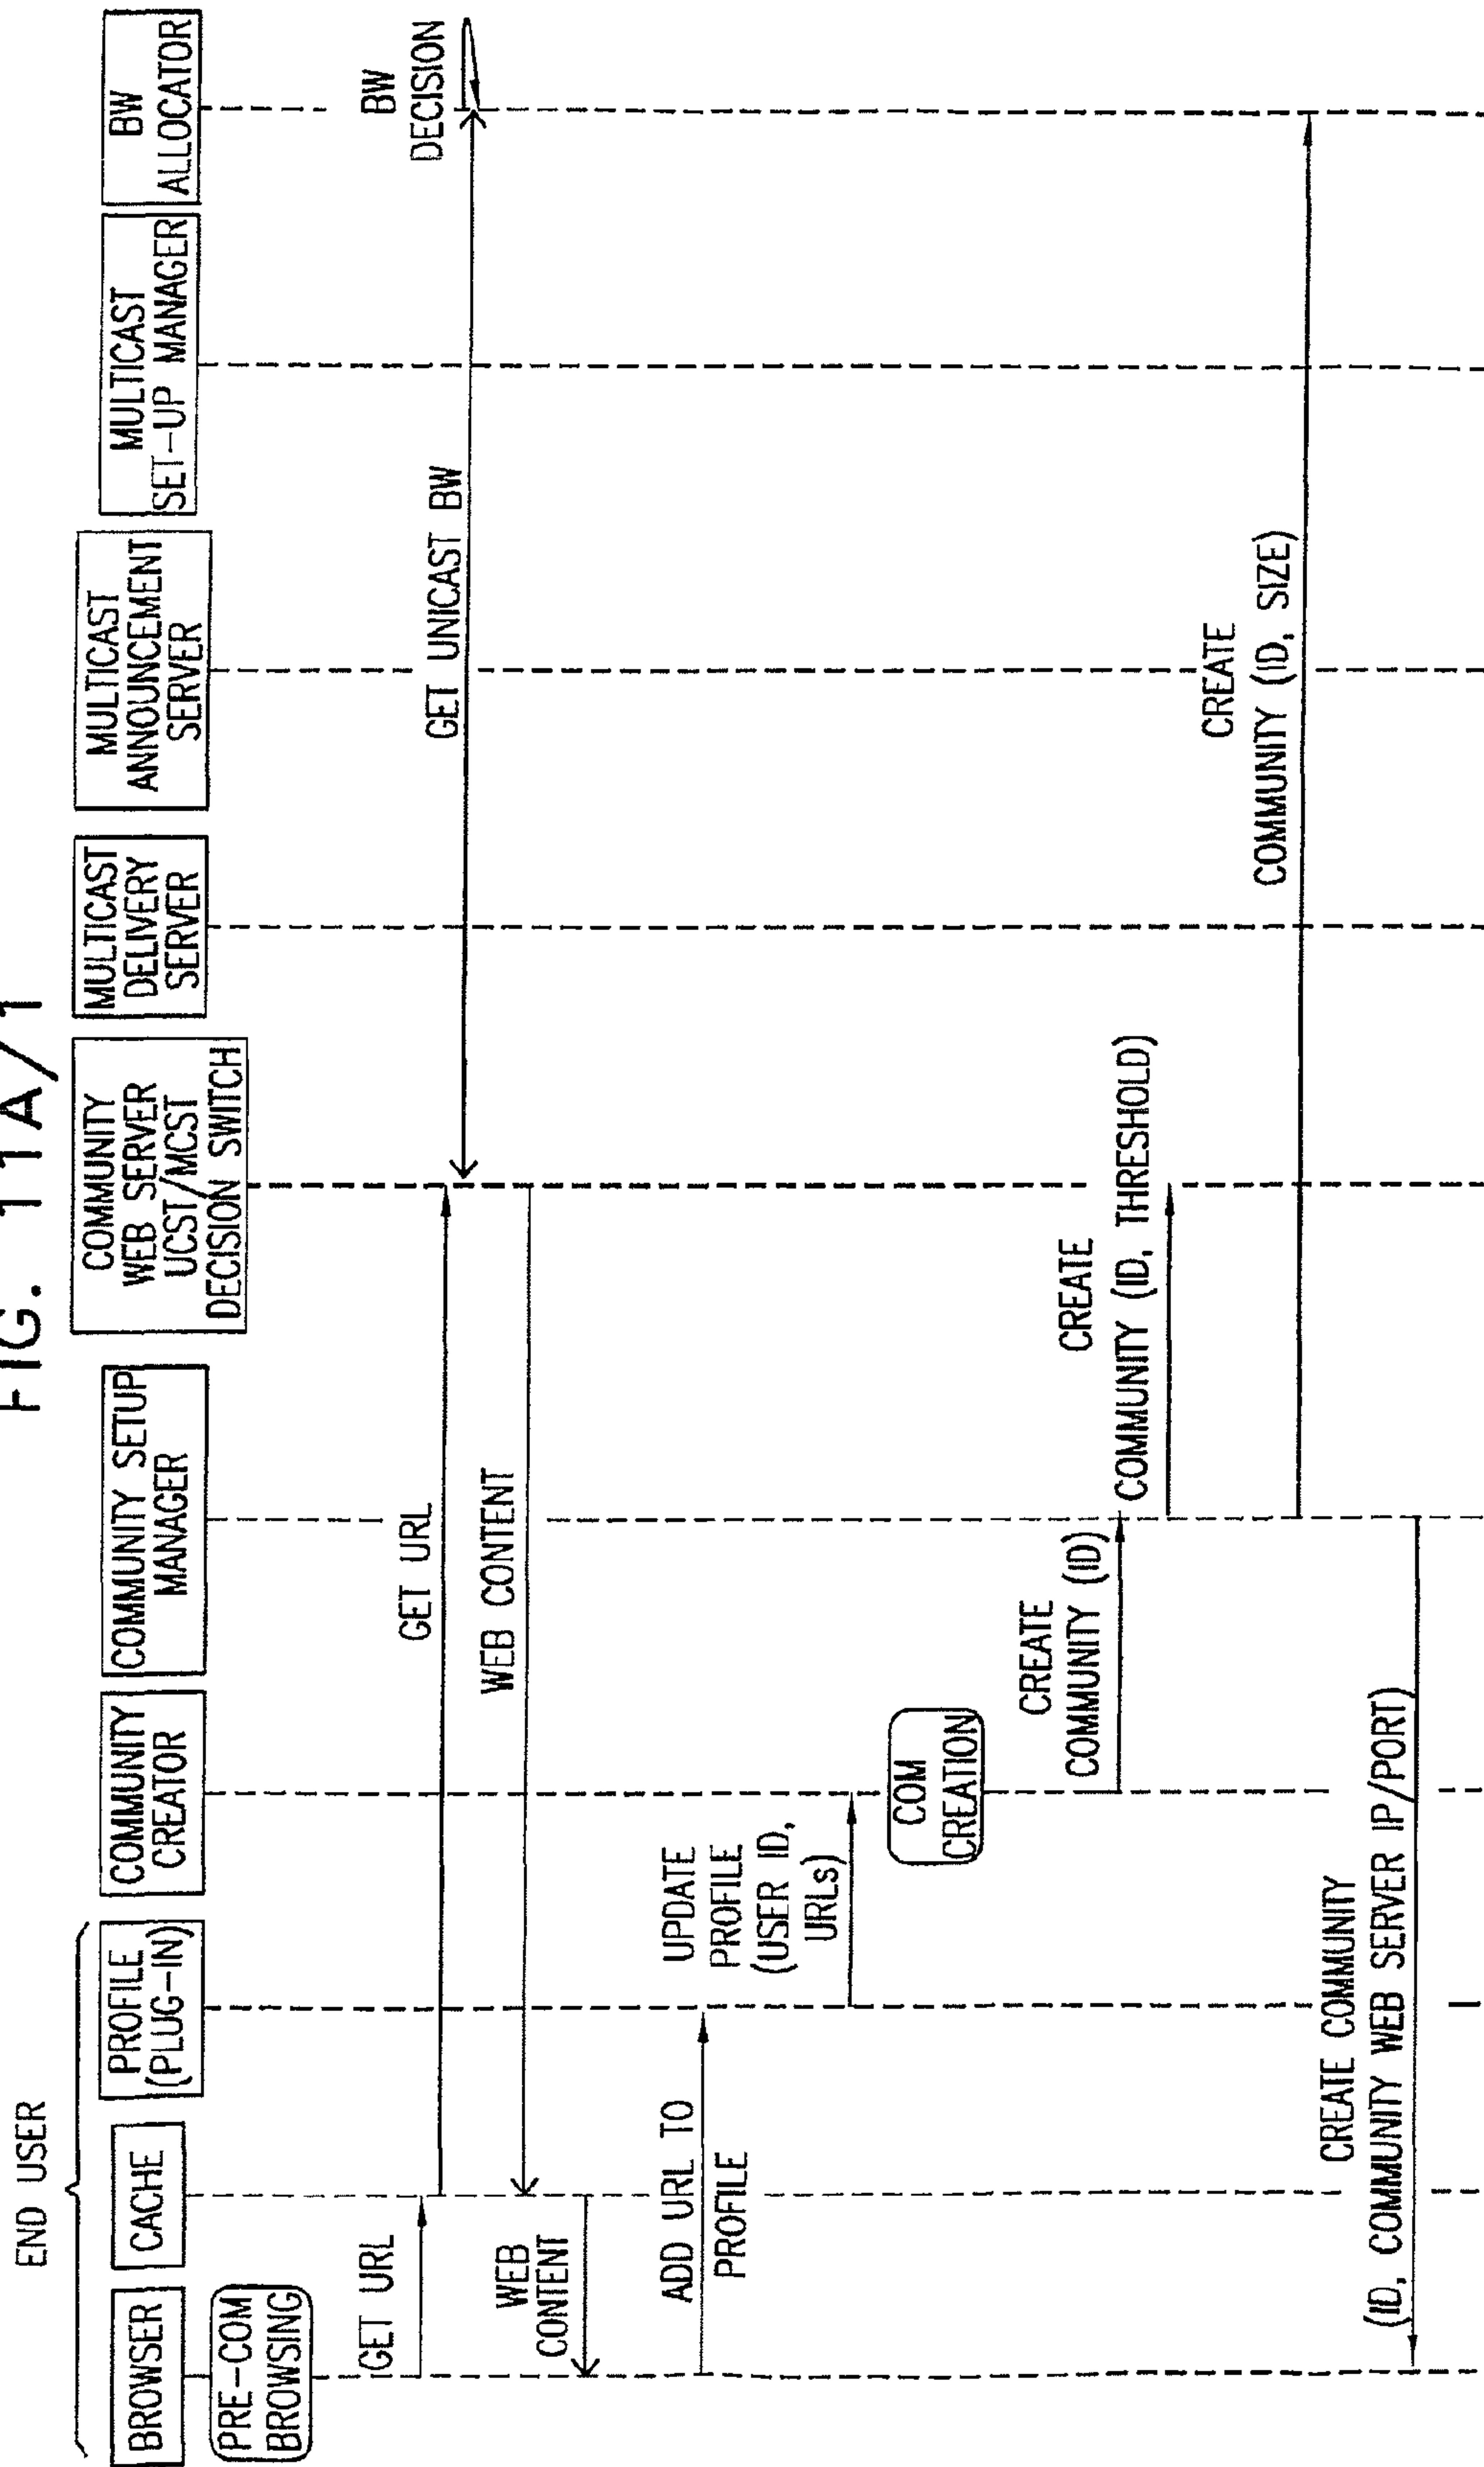 FIG. 11A/1
END USER
BROWSER
CACHE
PROFILE
(PLUG-IN)
COMMUNITY
CREATOR
COMMUNITY SETUP
MANAGER
COMMUNITY
WEB SERVER
UCST/MCST
DECISION SWITCH
MULTICAST
DELIVERY
SERVER
MULTICAST
ANNOUNCEMENT
SERVER
MULTICAST
SET-UP MANAGER
BW
ALLOCATOR
PRE-COM
BROWSING
GET URL
GET URL
GET UNICAST BW
BW
DECISION
WEB CONTENT
WEB
CONTENT
ADD URL TO
PROFILE
UPDATE
PROFILE
(USER ID,
URLs)
COM
CREATION
CREATE
COMMUNITY (ID)
CREATE
COMMUNITY (ID, THRESHOLD)
CREATE
COMMUNITY (ID, SIZE)
CREATE COMMUNITY
(ID, COMMUNITY WEB SERVER IP/PORT)